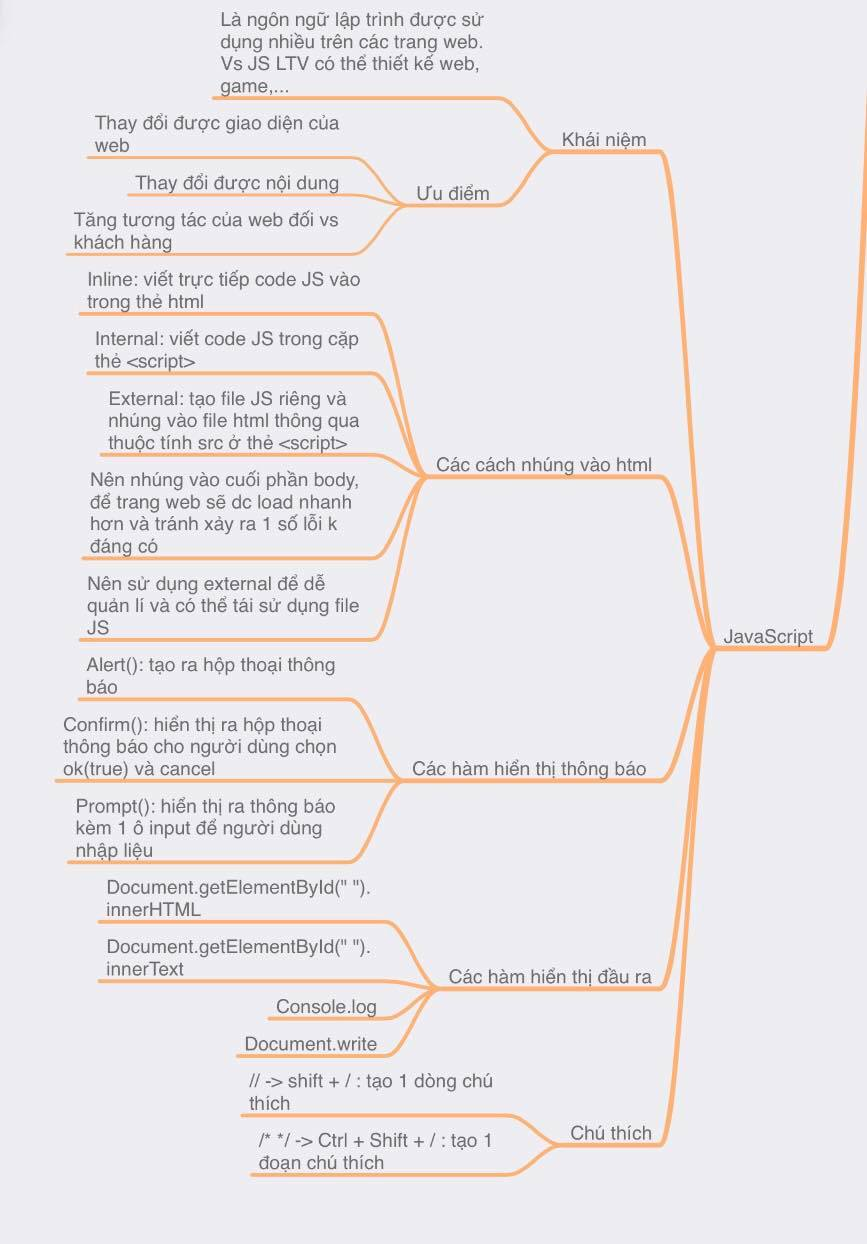 Là ngôn ngữ lập trình được sử
dụng nhiều trên các trang web.
Vs JS LTV có thể thiết kế web,
game,...
Khái niệm
Thay đổi được giao diện của
web
Thay đổi được nội dung
Ưu điểm
Tăng tương tác của web đối vs
khách hàng
Inline: viết trực tiếp code JS vào
trong thẻ html
Internal: viết code JS trong cặp
thẻ <script>
External: tạo file JS riêng và
nhúng vào file html thông qua
thuộc tính src ở thẻ <script>
Các cách nhúng vào html
Nên nhúng vào cuối phần body,
để trang web sẽ dc load nhanh
hơn và tránh xảy ra 1 số lỗi k
đáng có
Nên sử dụng external để dễ
quản lí và có thể tái sử dụng file
JS
JavaScript
Alert(): tạo ra hộp thoại thông
báo
Confirm(): hiển thị ra hộp thoại
thông báo cho người dùng chọn
ok(true) và cancel
Các hàm hiển thị thông báo
Prompt(): hiển thị ra thông báo
kèm 1 ô input để người dùng
nhập liệu
Document.getElementById(" ").
innerHTML
Document.getElementById(" ").
innerText
Các hàm hiển thị đầu ra
Console.log
Document.write
// -> shift + / : tạo 1 dòng chú
thích
Chú thích
/* */ -> Ctrl + Shift + / : tạo 1
đoạn chú thích